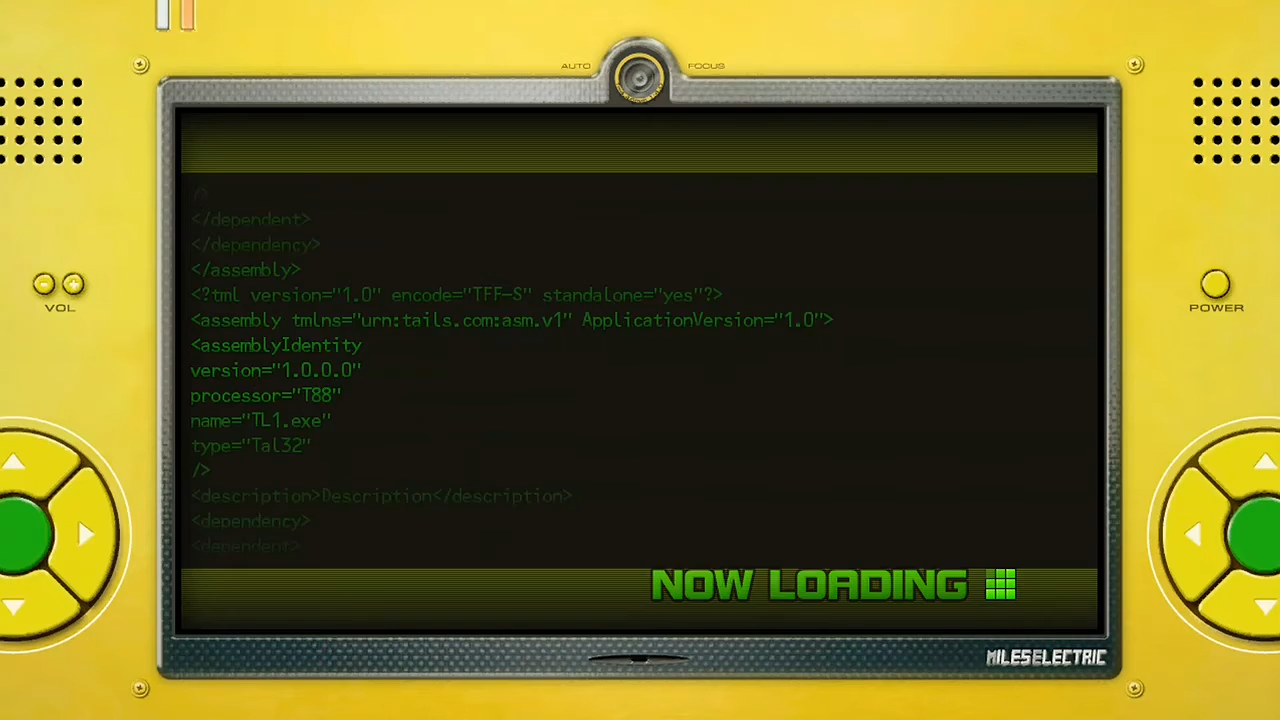 AUTO FOCUS
/>
</dependent>
</dependency>
</assembly>
<?tml version="1.0" encode="TFF-S" standalone="yes"?>
<assembly tmlns="urn:tails.com:asm.v1" ApplicationVersion="1.0">
<assemblyIdentity
version="1.0.0.0"
processor="T88"
name="TL1.exe"
type="Tal32"
/>
<description>Description</description>
<dependency>
<dependent>
- +
VOL
POWER
NOW LOADING
MILESELECTRIC